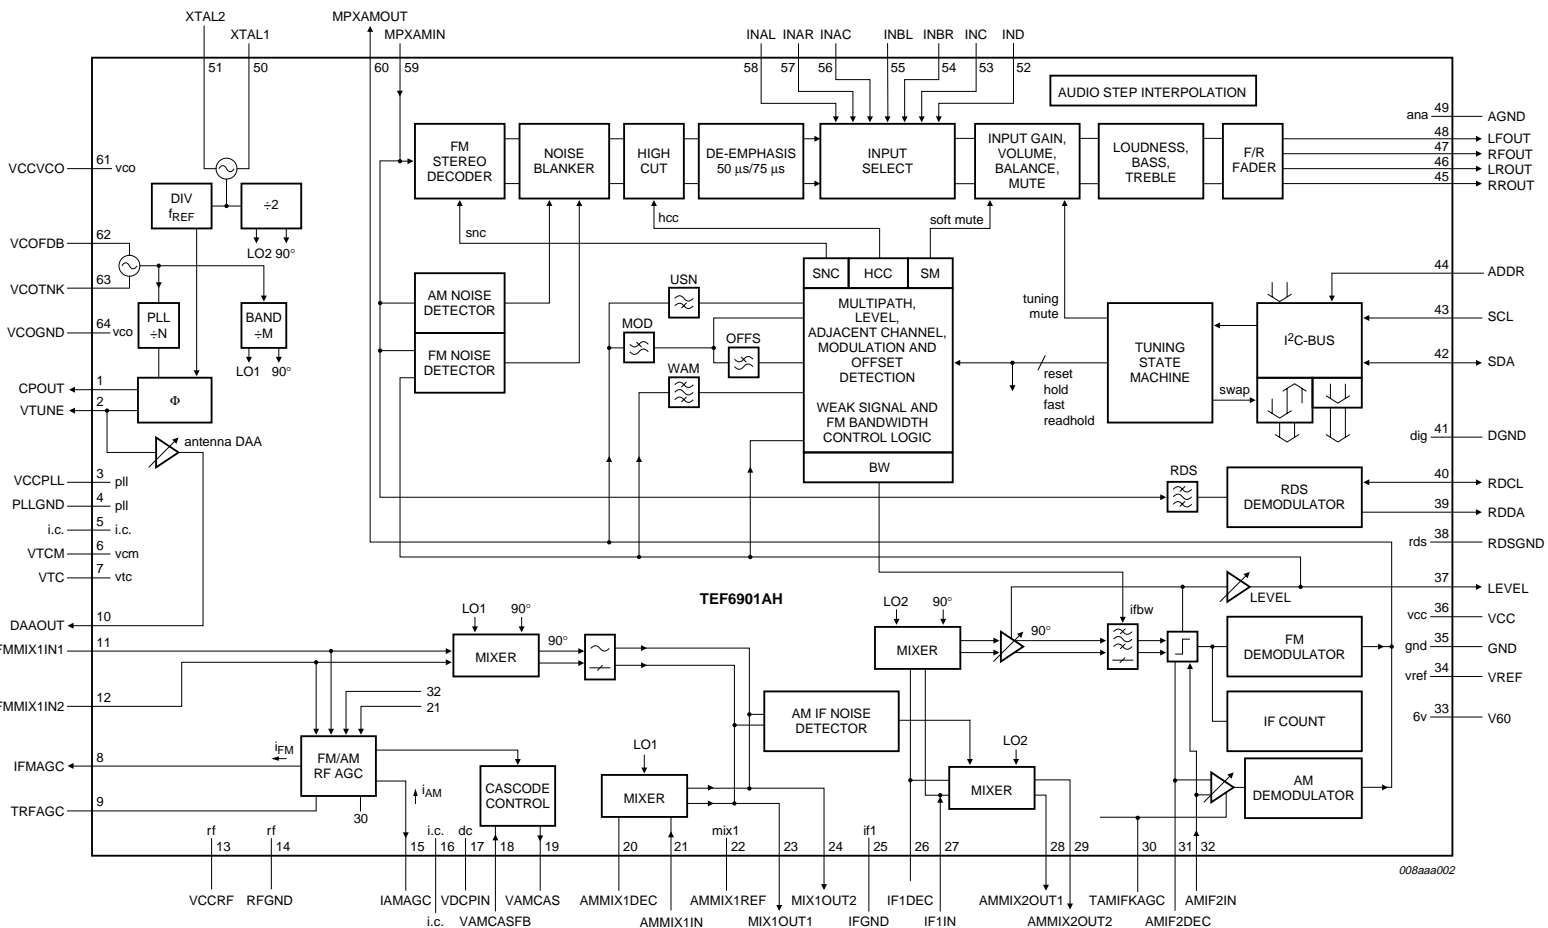 XTAL2
XTAL1
MPXAMOUT
MPXAMIN
INAL INAR INAC INBL INBR INC IND
51 50 60 59 58 57 56 55 54 53 52
AUDIO STEP INTERPOLATION
ana 49 AGND
48 LFOUT
47 RFOUT
46 LROUT
45 RROUT
VCCVCO 61 vco
FM
STEREO
DECODER
NOISE
BLANKER
HIGH
CUT
DE-EMPHASIS
50 μs/75 μs
INPUT
SELECT
INPUT GAIN,
VOLUME,
BALANCE,
MUTE
LOUDNESS,
BASS,
TREBLE
F/R
FADER
DIV
fREF
÷2
LO2 90°
snc
hcc
soft mute
VCOFDB 62
VCOTNK 63
VCOGND 64 vco
PLL
÷N
BAND
÷M
LO1 90°
AM NOISE
DETECTOR
FM NOISE
DETECTOR
USN
MOD
OFFS
WAM
SNC HCC SM
MULTIPATH,
LEVEL,
ADJACENT CHANNEL,
MODULATION AND
OFFSET
DETECTION
WEAK SIGNAL AND
FM BANDWIDTH
CONTROL LOGIC
BW
tuning
mute
reset
hold
fast
readhold
TUNING
STATE
MACHINE
swap
I2C-BUS
44 ADDR
43 SCL
42 SDA
dig 41 DGND
CPOUT 1
VTUNE 2
Φ
antenna DAA
VCCPLL 3 pll
PLLGND 4 pll
i.c. 5 i.c.
VTCM 6 vcm
VTC 7 vtc
RDS
RDS
DEMODULATOR
40 RDCL
39 RDDA
rds 38 RDSGND
37 LEVEL
LEVEL
vcc 36 VCC
gnd 35 GND
vref 34 VREF
6v 33 V60
TEF6901AH
DAAOUT 10
FMMIX1IN1 11
FMMIX1IN2 12
LO1 90°
MIXER
90°
32
21
iFM
IFMAGC 8
TRFAGC 9
FM/AM
RF AGC
30
iAM
CASCODE
CONTROL
LO1
MIXER
AM IF NOISE
DETECTOR
LO2 90°
MIXER
90°
ifbw
FM
DEMODULATOR
IF COUNT
LO2
MIXER
AM
DEMODULATOR
rf rf i.c. dc mix1 if1
13 14 15 16 17 18 19 20 21 22 23 24 25 26 27 28 29 30 31 32
008aaa002
VCCRF RFGND IAMAGC VDCPIN VAMCAS AMMIX1DEC AMMIX1REF MIX1OUT2 IF1DEC AMMIX2OUT1 TAMIFKAGC AMIF2IN
i.c. VAMCASFB AMMIX1IN MIX1OUT1 IFGND IF1IN AMMIX2OUT2 AMIF2DEC